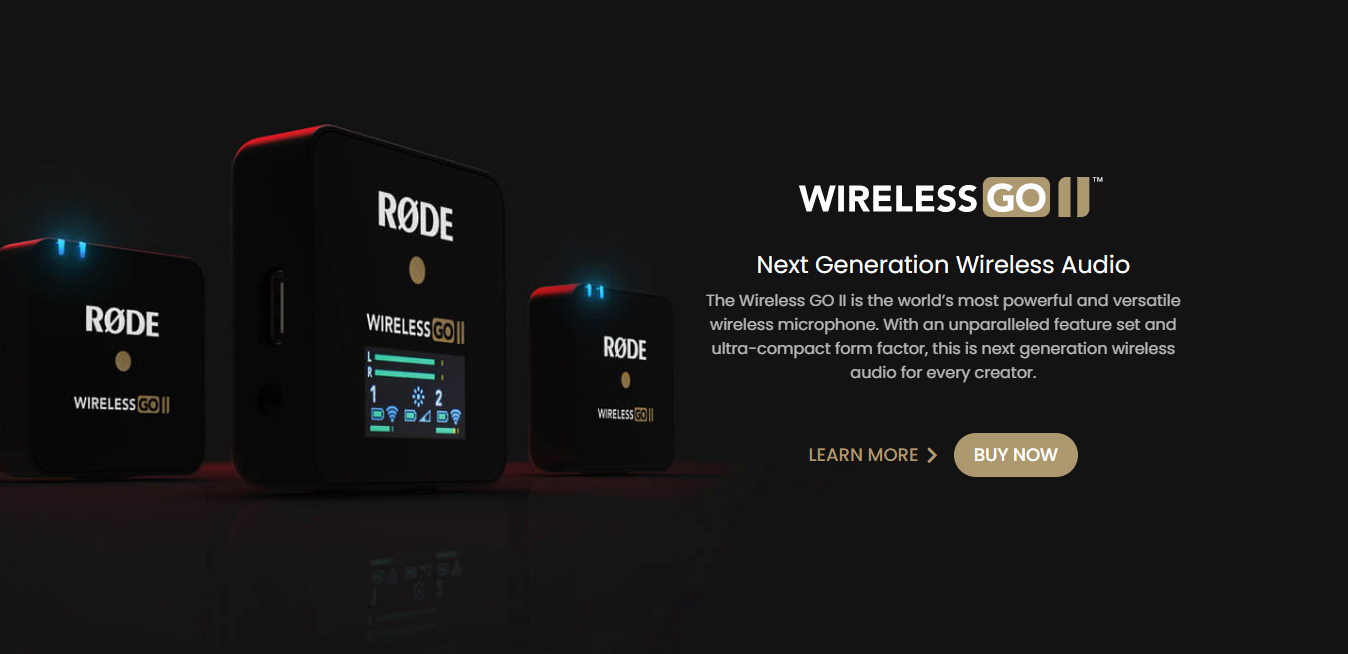 WIRELESS GO II™
Next Generation Wireless Audio
The Wireless GO II is the world’s most powerful and versatile
wireless microphone. With an unparalleled feature set and
ultra-compact form factor, this is next generation wireless
audio for every creator.
LEARN MORE
BUY NOW
RØDE
WIRELESS GO II
RØDE
WIRELESS GO II
L
R
1 2
RØDE
WIRELESS GO II